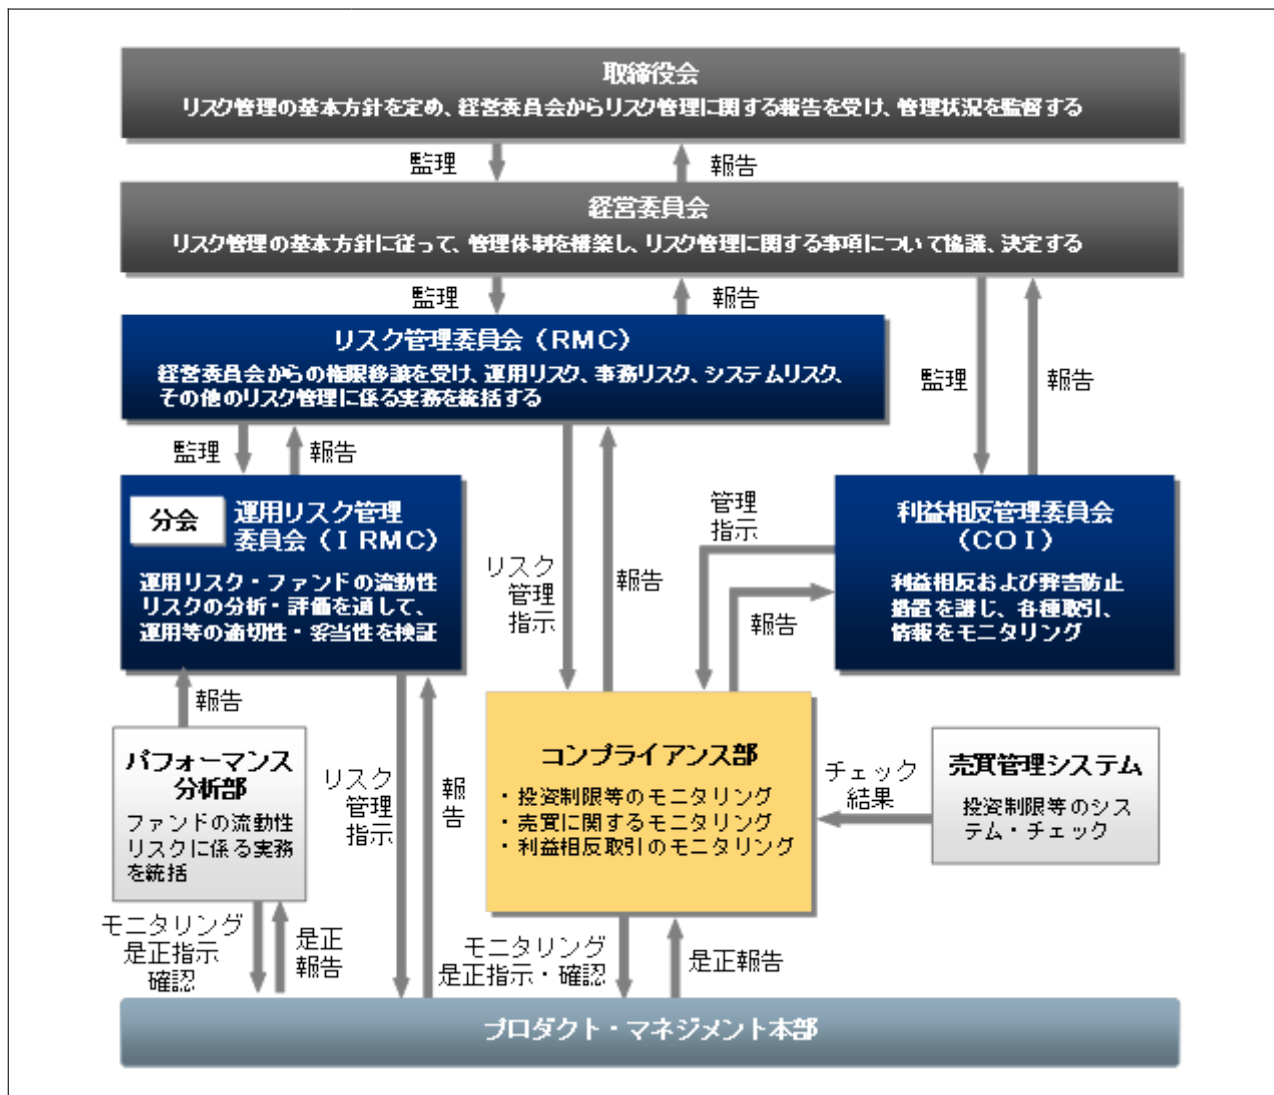 取締役会
リスク管理の基本方針を定め、経営委員会からリスク管理に関する報告を受け、管理状況を監督する
監理
報告
経営委員会
リスク管理の基本方針に従って、管理体制を構築し、リスク管理に関する事項について協議、決定する
監理
報告
リスク管理委員会（RMC）
経営委員会からの権限移譲を受け、運用リスク、事務リスク、システムリスク、
その他のリスク管理に係る実務を統括する
監理
報告
監理
報告
分会
運用リスク管理
委員会（ＩRMC）
運用リスク・ファンドの流動性
リスクの分析・評価を通して、
運用等の適切性・妥当性を検証
リスク
管理
指示
報告
管理
指示
報告
利益相反管理委員会
（COI）
利益相反および弊害防止
措置を講じ、各種取引、
情報をモニタリング
報告
パフォーマンス
分析部
ファンドの流動性
リスクに係る実務
を統括
リスク
管理
指示
報
告
コンプライアンス部
・投資制限等のモニタリング
・売買に関するモニタリング
・利益相反取引のモニタリング
チェック
結果
売買管理システム
投資制限等のシス
テム・チェック
モニタリング
是正指示
確認
是正
報告
モニタリング
是正指示・確認
是正報告
プロダクト・マネジメント本部